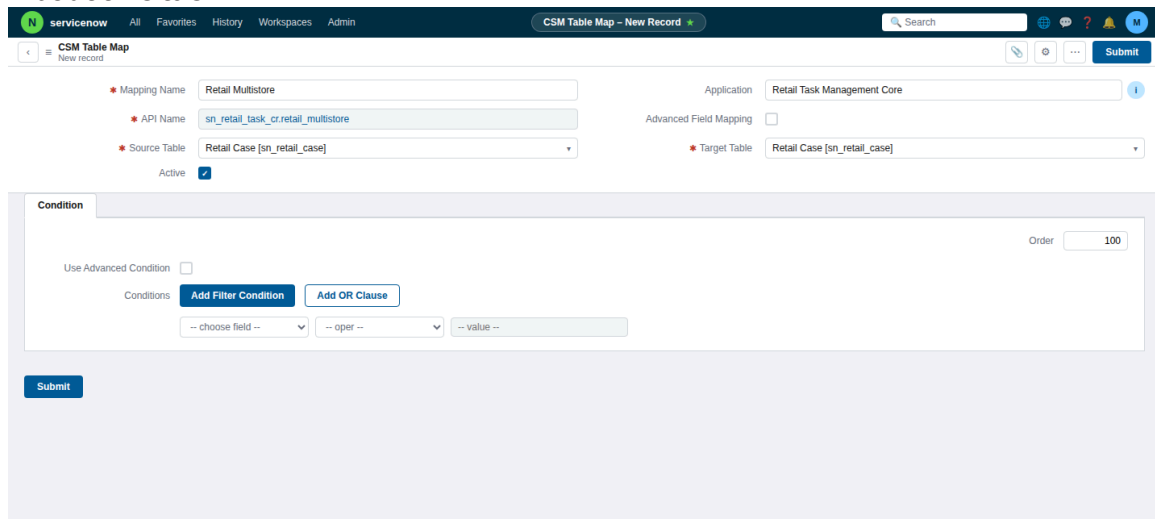 N servicenow All Favorites History Workspaces Admin CSM Table Map – New Record ★ Search M
CSM Table Map
New record
Submit
✱ Mapping Name Retail Multistore Application Retail Task Management Core i
✱ API Name sn_retail_task_cr.retail_multistore Advanced Field Mapping
✱ Source Table Retail Case [sn_retail_case] ✱ Target Table Retail Case [sn_retail_case]
Active
Condition
Order 100
Use Advanced Condition
Conditions Add Filter Condition Add OR Clause
-- choose field -- -- oper -- -- value --
Submit